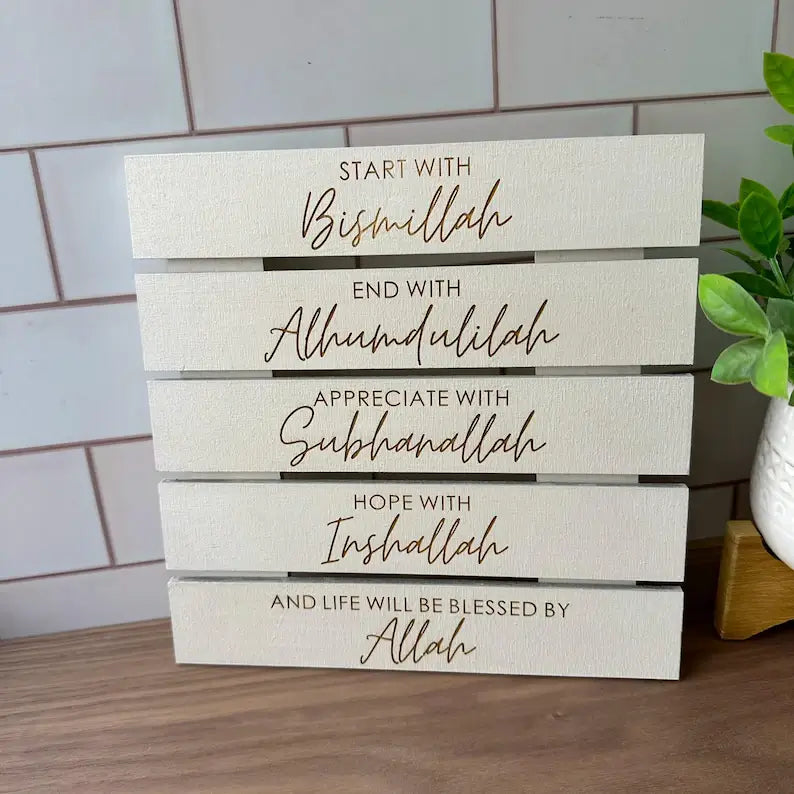 START WITH
Bismillah
END WITH
Alhumdulilah
APPRECIATE WITH
Subhanallah
HOPE WITH
Inshallah
AND LIFE WILL BE BLESSED BY
Allah